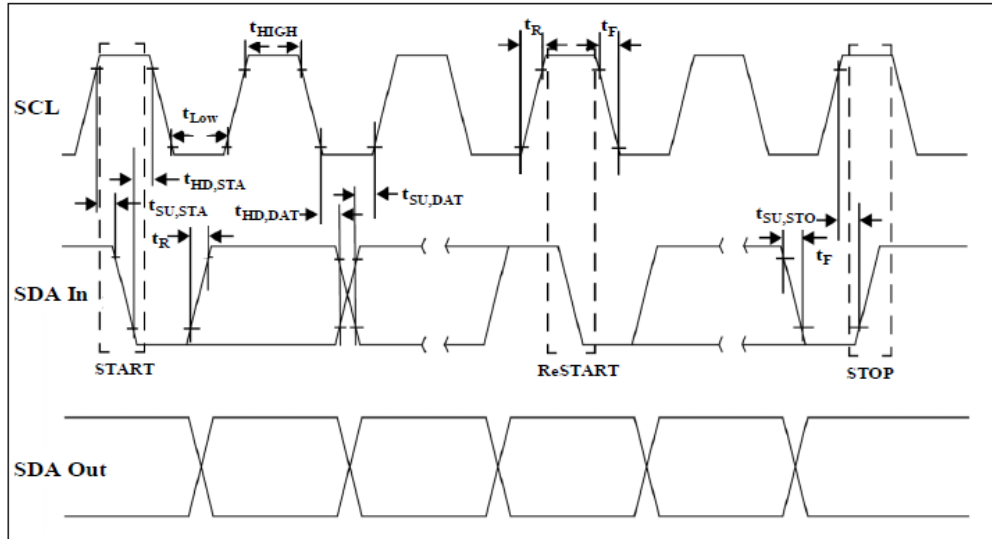 tHIGH
tR
tF
SCL
tLow
tHD,STA
tSU,STA
tSU,DAT
tHD,DAT
tSU,STO
tR
tF
SDA In
START
ReSTART
STOP
SDA Out